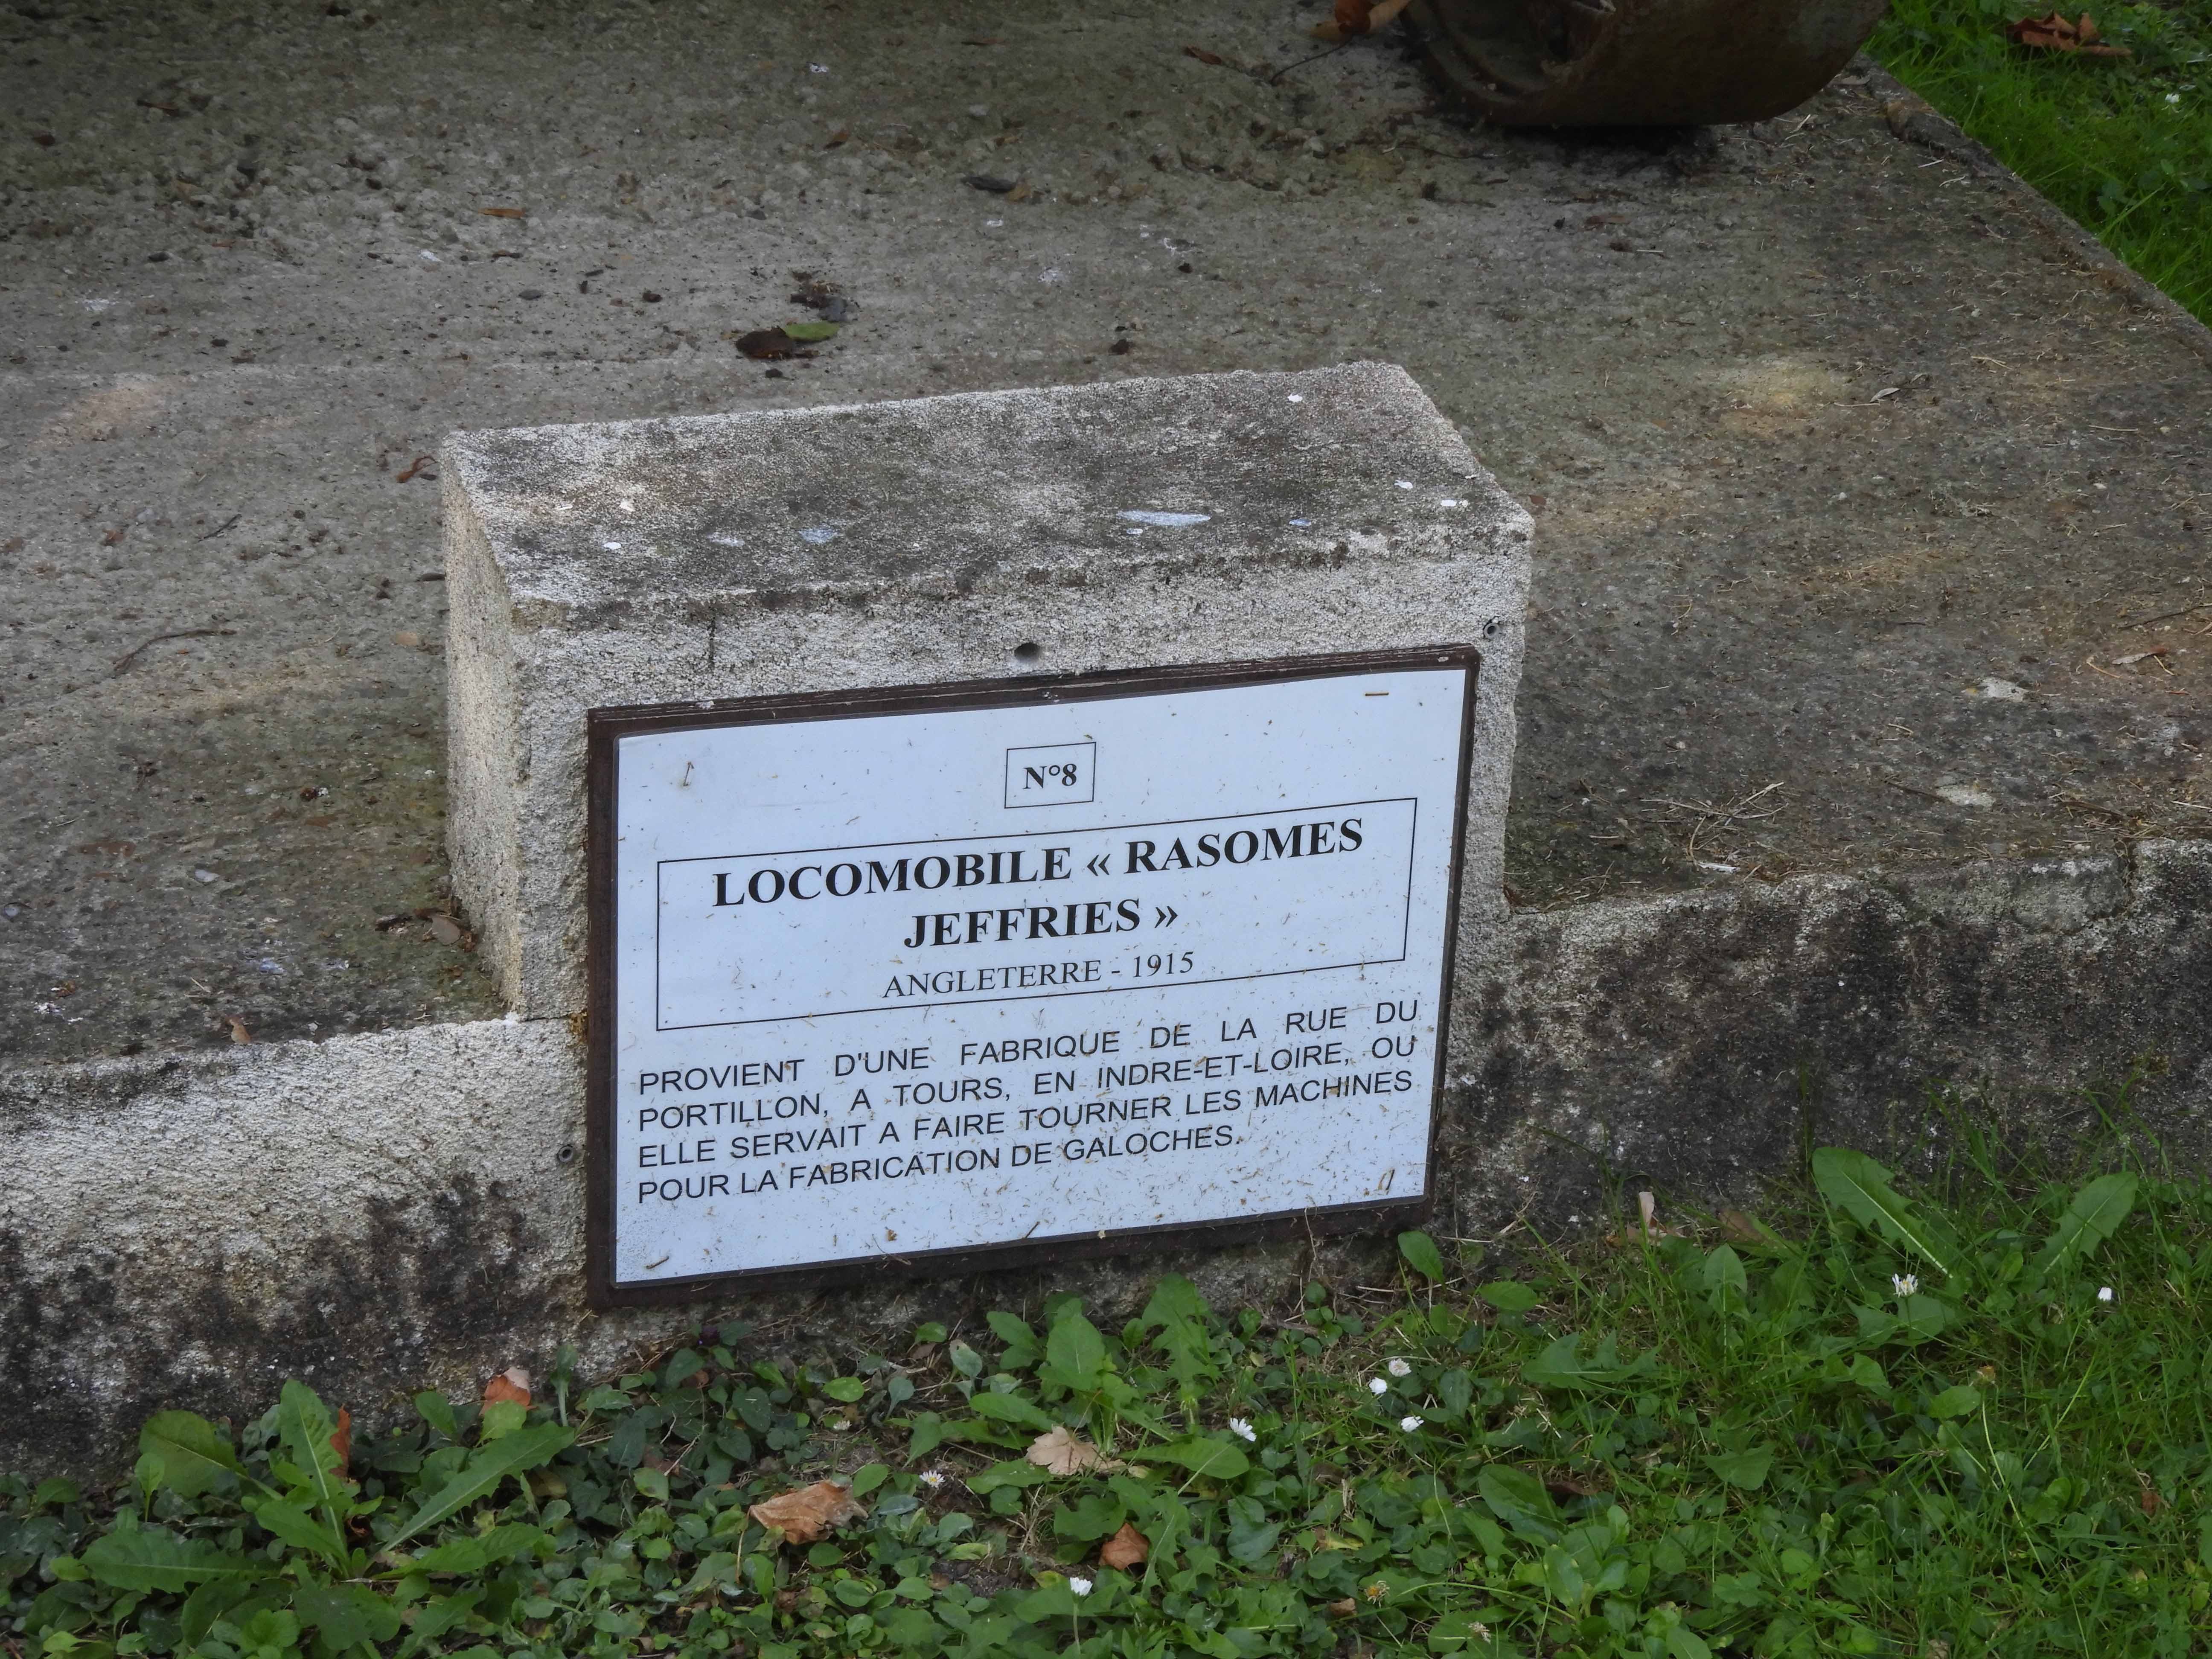 N°8
LOCOMOBILE « RASOMES
JEFFRIES »
ANGLETERRE - 1915
PROVIENT D'UNE FABRIQUE DE LA RUE DU
PORTILLON, A TOURS, EN INDRE-ET-LOIRE, OU
ELLE SERVAIT A FAIRE TOURNER LES MACHINES
POUR LA FABRICATION DE GALOCHES.